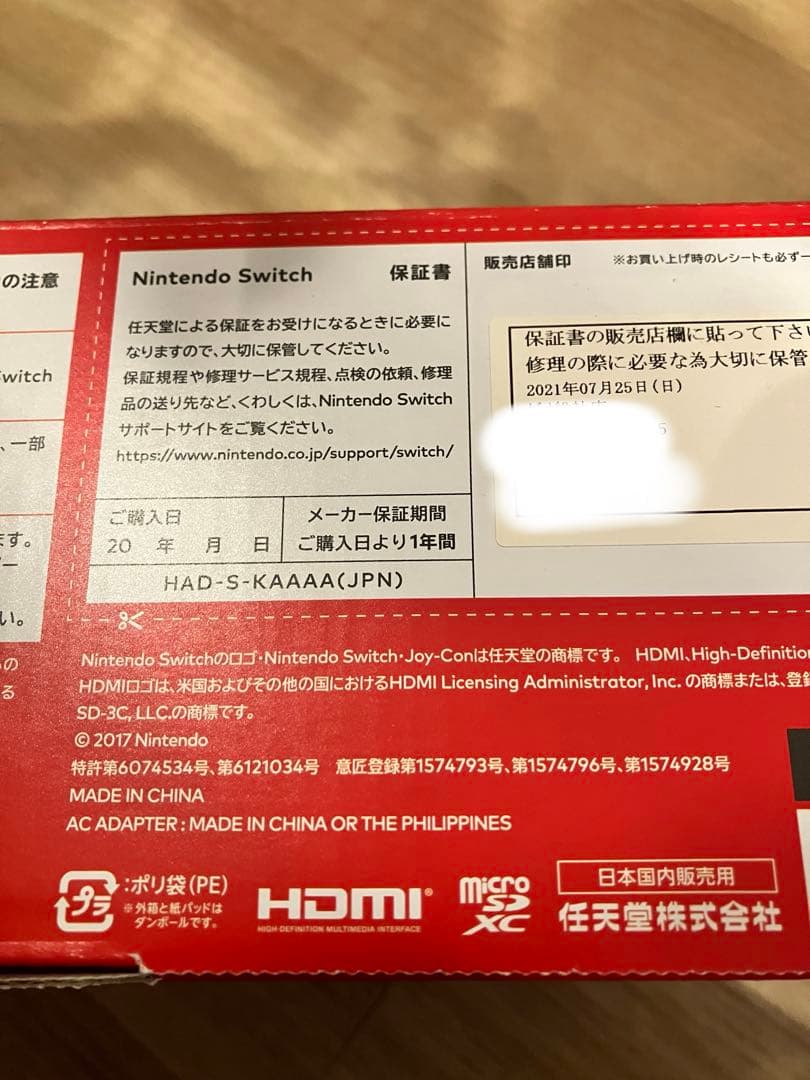 の注意
Switch
、一部
ます。
い。
の
る
Nintendo Switch 保証書
任天堂による保証をお受けになるときに必要に
なりますので、大切に保管してください。
保証規程や修理サービス規程、点検の依頼、修理
品の送り先など、くわしくは、Nintendo Switch
サポートサイトをご覧ください。
https://www.nintendo.co.jp/support/switch/
ご購入日
20 年 月 日
メーカー保証期間
ご購入日より1年間
HAD-S-KAAAA(JPN)
販売店舗印 ※お買い上げ時のレシートも必ず一
保証書の販売店欄に貼って下さい
修理の際に必要な為大切に保管
2021年07月25日(日)
5
Nintendo Switchのロゴ・Nintendo Switch・Joy-Conは任天堂の商標です。 HDMI、High-Definition
HDMIロゴは、米国およびその他の国におけるHDMI Licensing Administrator, Inc. の商標または、登録
SD-3C, LLC.の商標です。
© 2017 Nintendo
特許第6074534号、第6121034号 意匠登録第1574793号、第1574796号、第1574928号
MADE IN CHINA
AC ADAPTER : MADE IN CHINA OR THE PHILIPPINES
プラ
:ポリ袋(PE)
※外箱と紙パッドは
ダンボールです。
HDMI®
HIGH-DEFINITION MULTIMEDIA INTERFACE
micro
SD
XC
日本国内販売用
任天堂株式会社